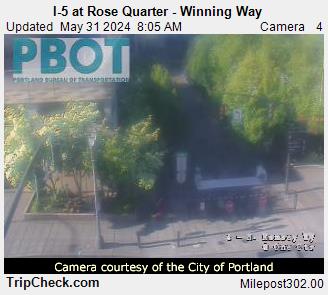 I-5 at Rose Quarter - Winning Way
Updated May 31 2024 8:05 AM Camera 4
PBOT
PORTLAND BUREAU OF TRANSPORTATION
Camera courtesy of the City of Portland
TripCheck.com Milepost302.00